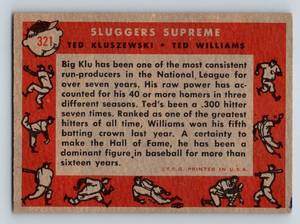 321
SLUGGERS SUPREME
TED KLUSZEWSKI • TED WILLIAMS
Big Klu has been one of the most consistent
run-producers in the National League for
over seven years. His raw power has ac-
counted for his 40 or more homers in three
different seasons. Ted's been a .300 hitter
seven times. Ranked as one of the greatest
hitters of all time, Williams won his fifth
batting crown last year. A certainty to
make the Hall of Fame, he has been a
dominant figure in baseball for more than
sixteen years.
©T.C.G. PRINTED IN U.S.A.